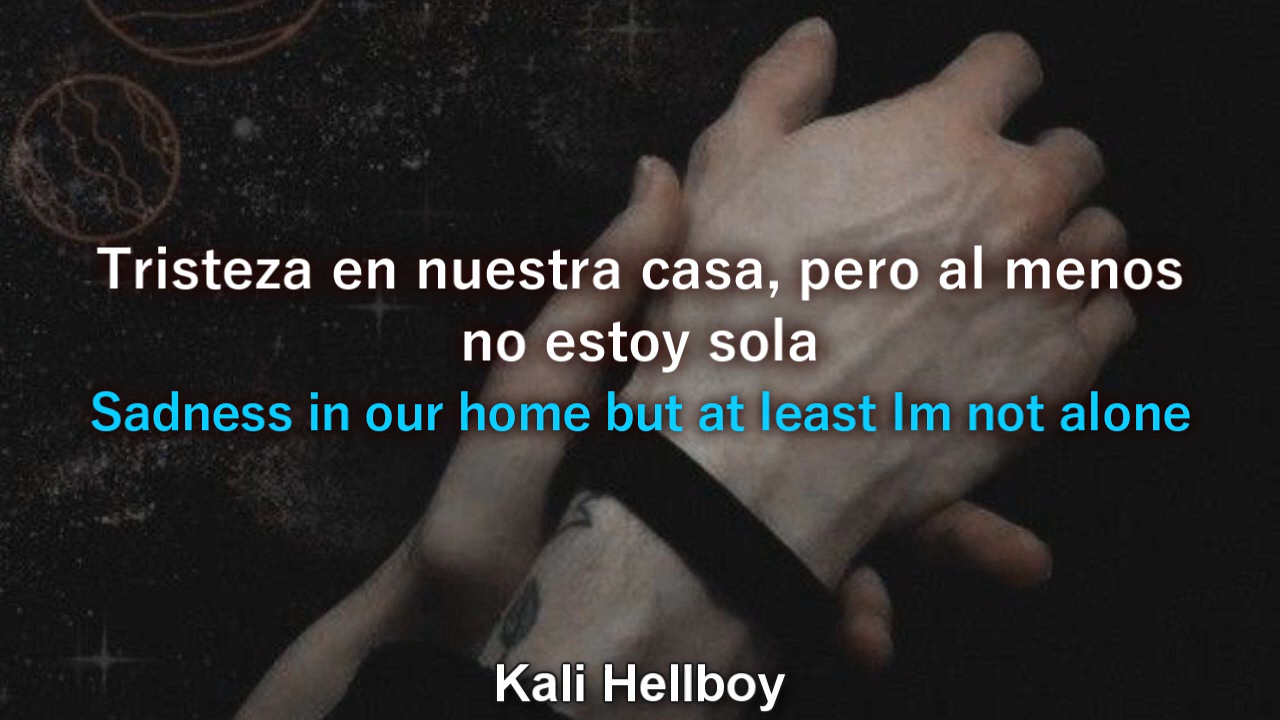 Tristeza en nuestra casa, pero al menos
no estoy sola
Sadness in our home but at least Im not alone
Kali Hellboy